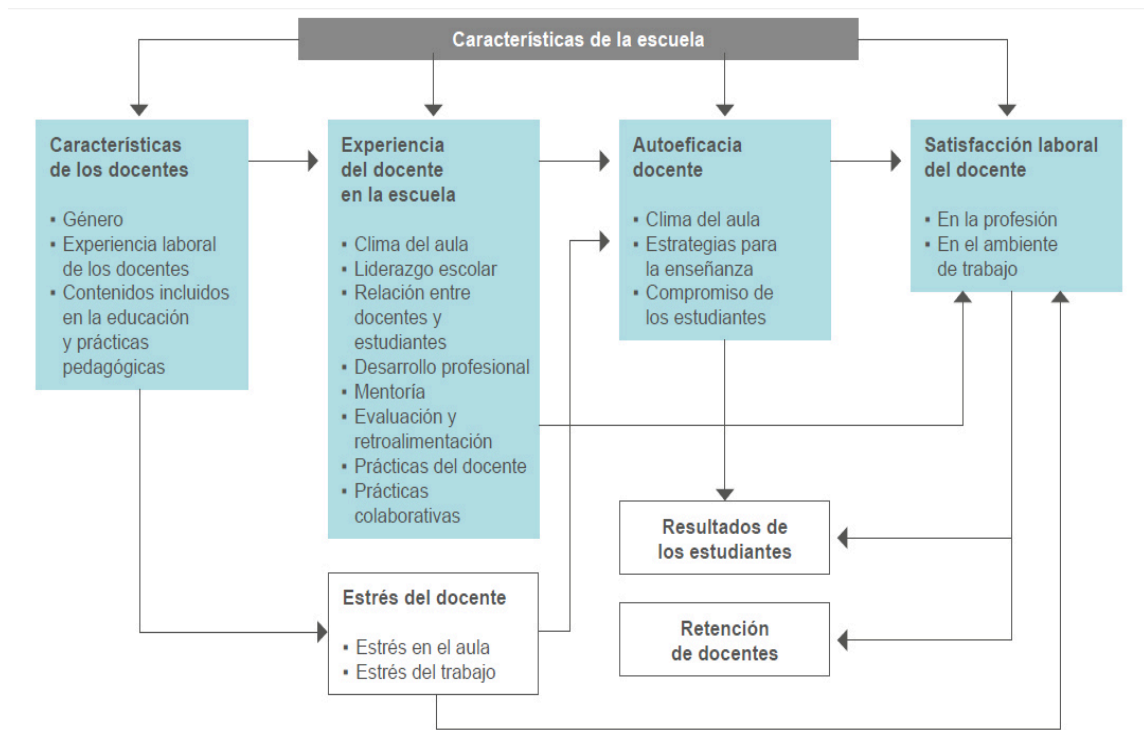 Características de la escuela
Características
de los docentes
▪ Género
▪ Experiencia laboral
de los docentes
▪ Contenidos incluidos
en la educación
y prácticas
pedagógicas
Experiencia
del docente
en la escuela
▪ Clima del aula
▪ Liderazgo escolar
▪ Relación entre
docentes y
estudiantes
▪ Desarrollo profesional
▪ Mentoría
▪ Evaluación y
retroalimentación
▪ Prácticas del docente
▪ Prácticas
colaborativas
Autoeficacia
docente
▪ Clima del aula
▪ Estrategias para
la enseñanza
▪ Compromiso de
los estudiantes
Satisfacción laboral
del docente
▪ En la profesión
▪ En el ambiente
de trabajo
Resultados de
los estudiantes
Estrés del docente
▪ Estrés en el aula
▪ Estrés del trabajo
Retención
de docentes